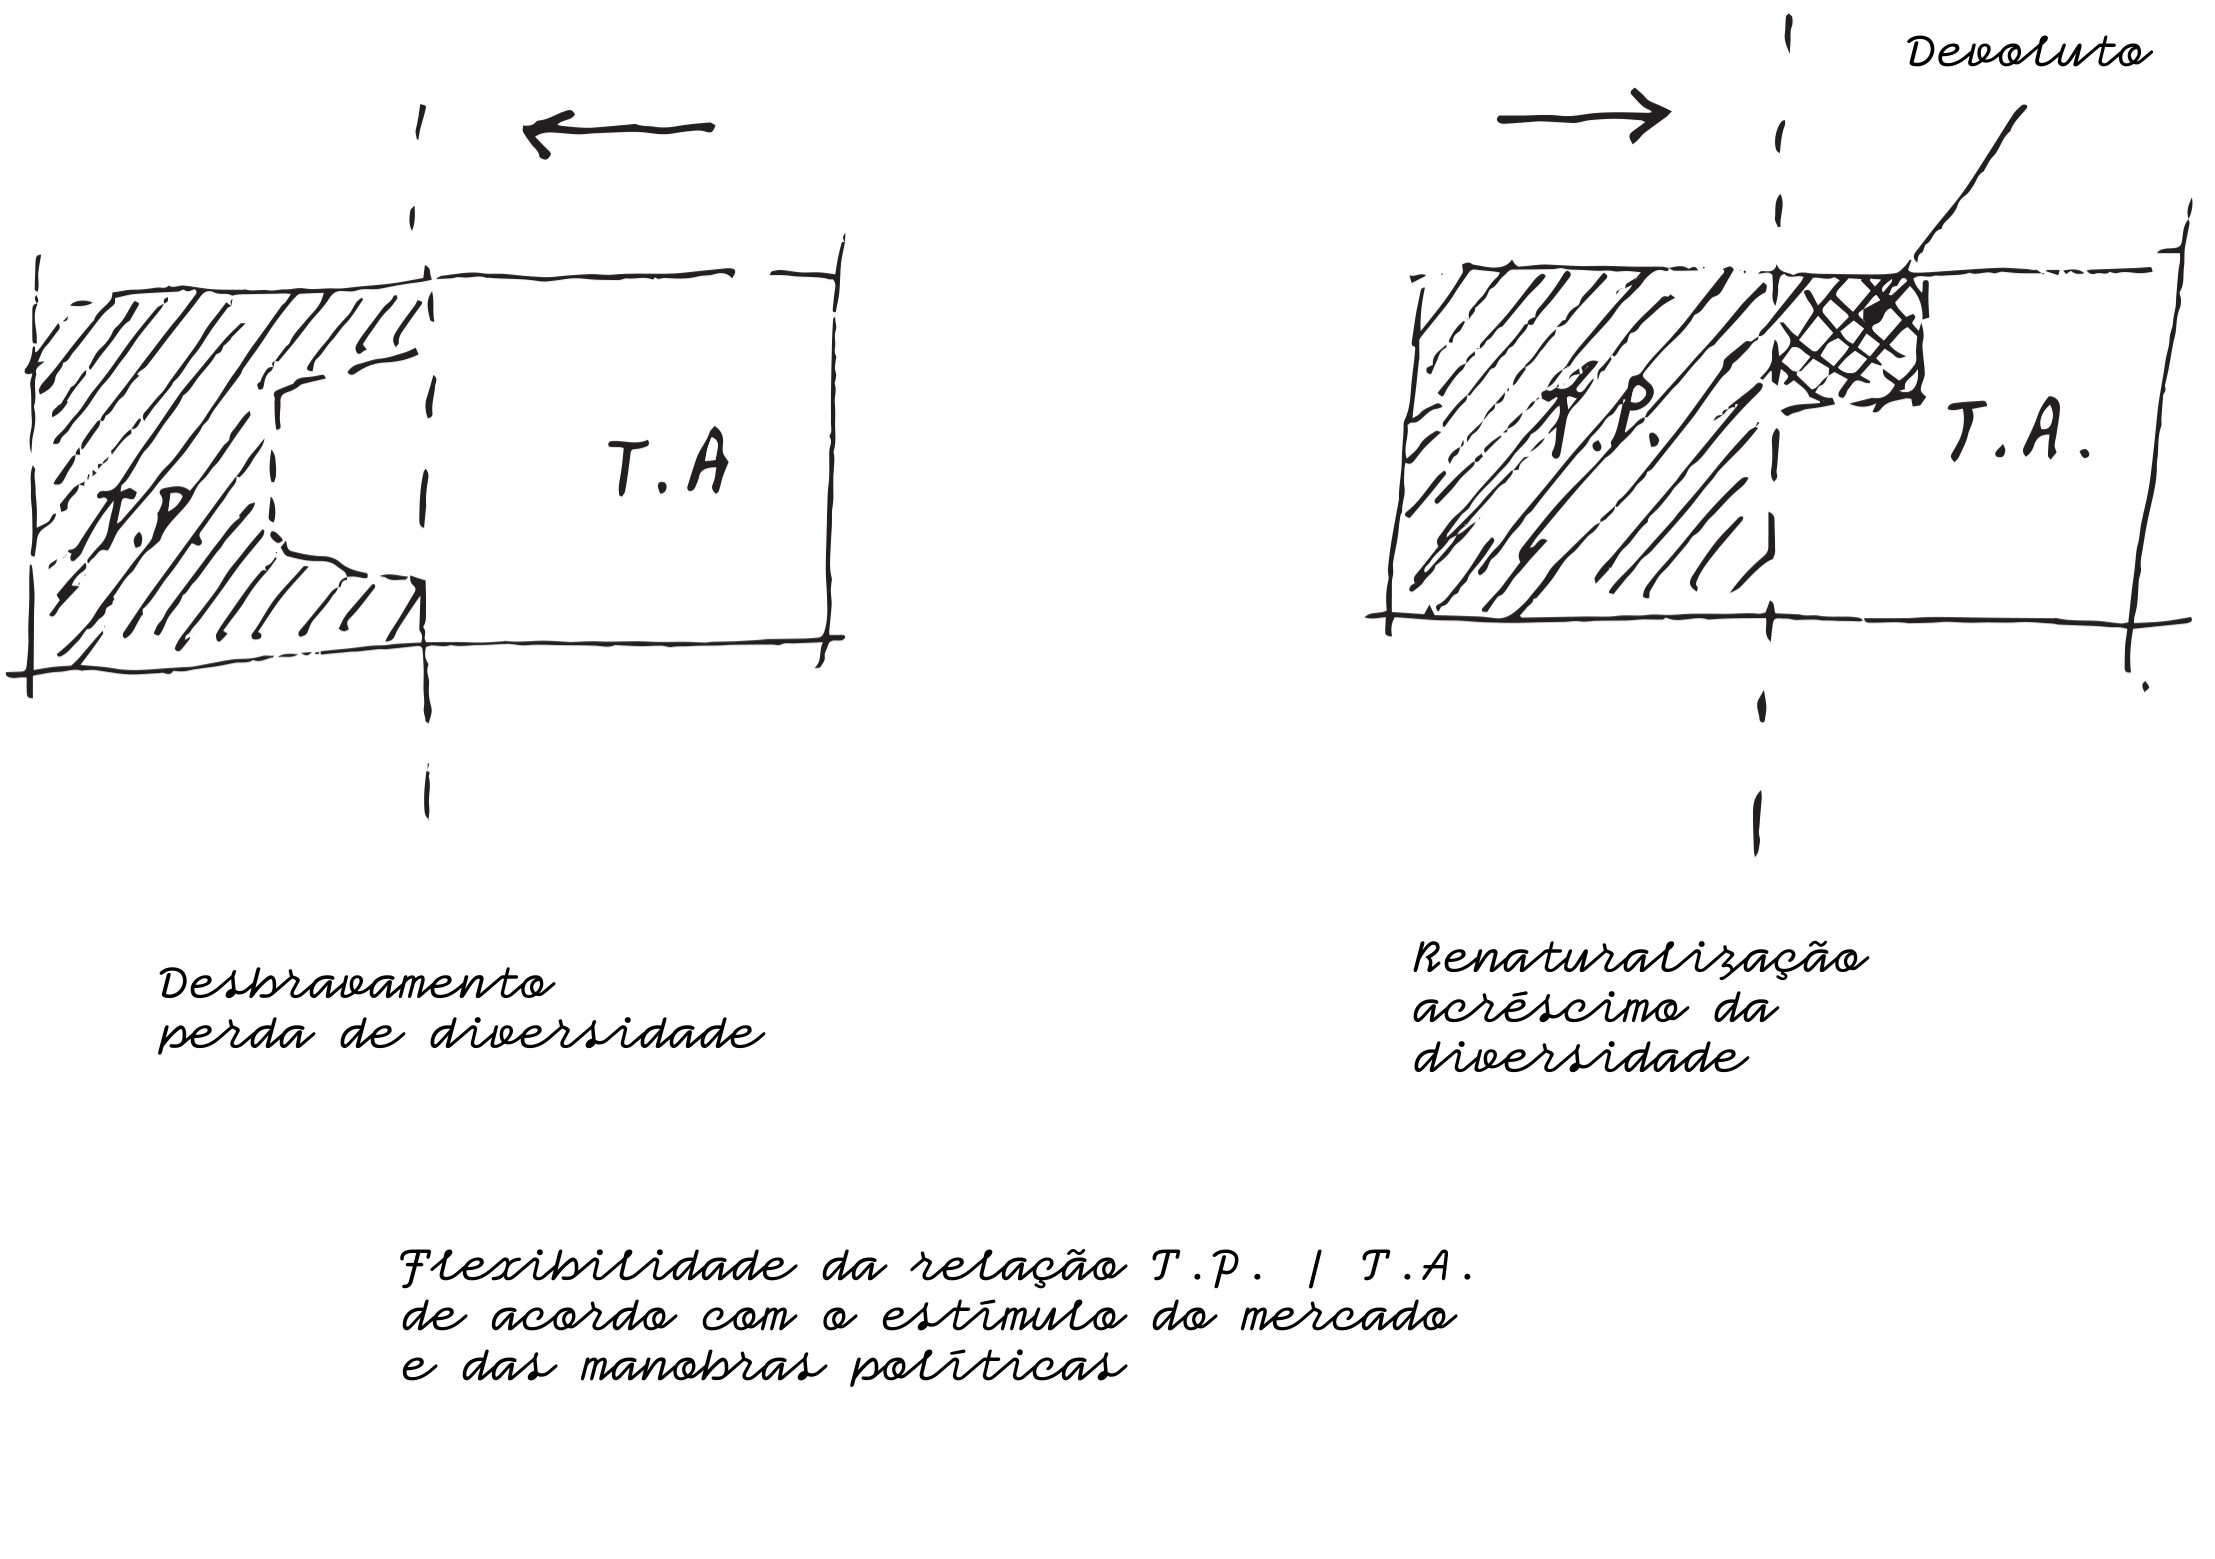 Devoluto
T.P.
T.A
T.P.
T.A.
Desbravamento
perda de diversidade
Renaturalização
acréscimo da
diversidade
Flexibilidade da relação T.P. | T.A.
de acordo com o estímulo do mercado
e das manobras políticas